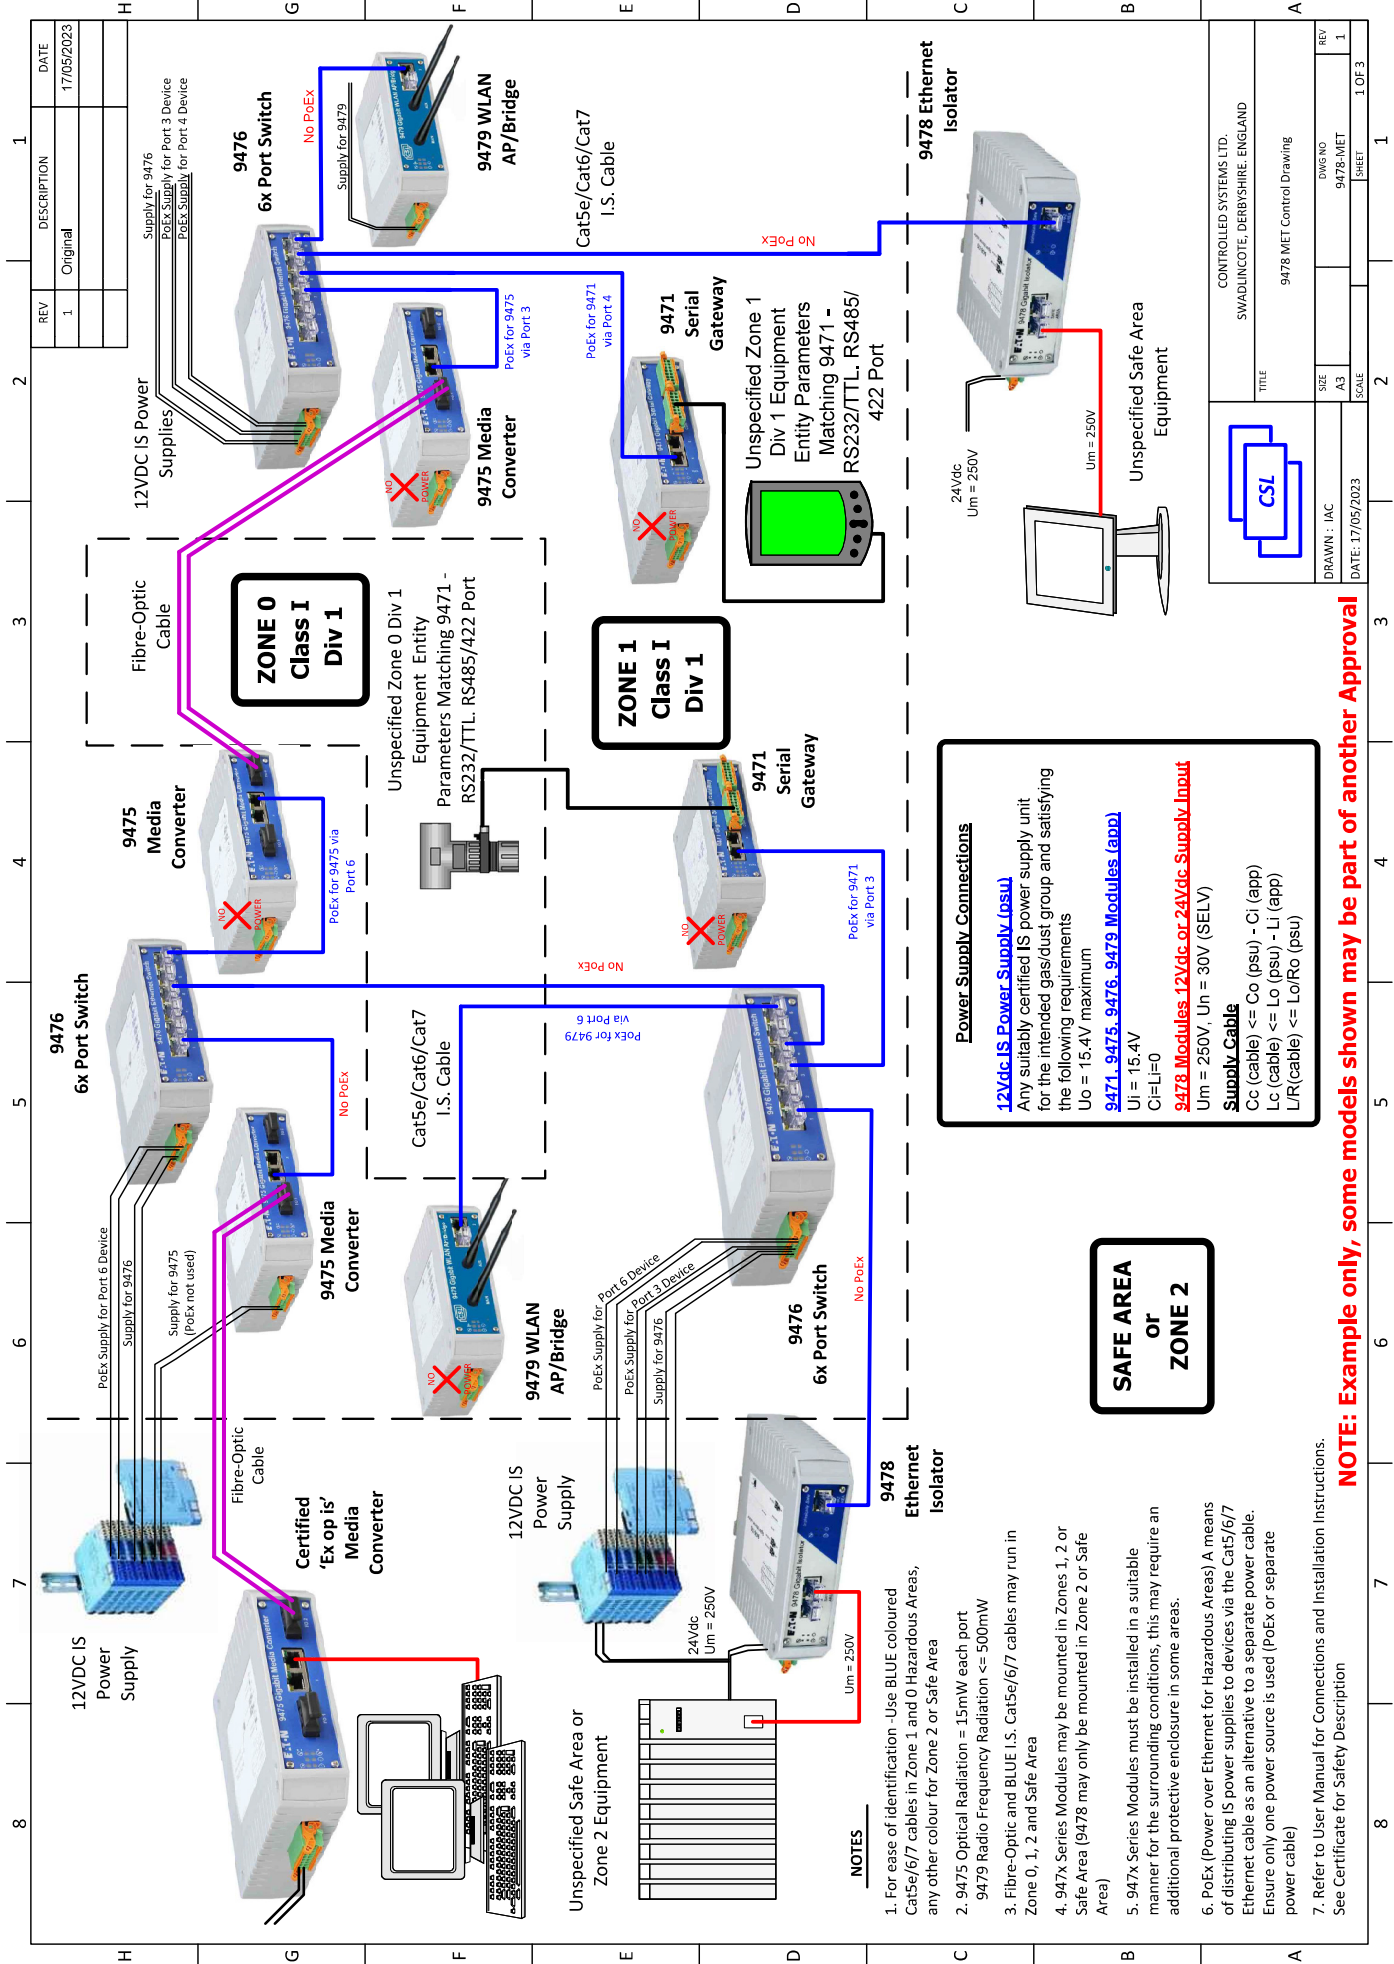 REV
DESCRIPTION
DATE
1
Original
17/05/2023
8
7
6
5
4
3
2
1
H
G
F
E
D
C
B
A
12VDC IS
Power
Supply
PoEx Supply for Port 6 Device
Supply for 9476
Supply for 9475
(PoEx not used)
9476
6x Port Switch
9475
Media
Converter
NO
POWER
PoEx for 9475 via
Port 6
No PoEx
9475 Media
Converter
Fibre-Optic
Cable
Certified
‘Ex op is’
Media
Converter
Fibre-Optic
Cable
ZONE 0
Class I
Div 1
12VDC IS Power
Supplies
Supply for 9476
PoEx Supply for Port 3 Device
PoEx Supply for Port 4 Device
9476
6x Port Switch
No PoEx
Supply for 9479
9479 WLAN
AP/Bridge
NO
POWER
9475 Media
Converter
PoEx for 9475
via Port 3
Cat5e/Cat6/Cat7
I.S. Cable
PoEx for 9471
via Port 4
No PoEx
NO
POWER
9471
Serial
Gateway
Unspecified Zone 1
Div 1 Equipment
Entity Parameters
Matching 9471 -
RS232/TTL. RS485/
422 Port
Unspecified Zone 0 Div 1
Equipment Entity
Parameters Matching 9471 -
RS232/TTL. RS485/422 Port
ZONE 1
Class I
Div 1
NO
POWER
9471
Serial
Gateway
PoEx for 9471
via Port 3
No PoEx
PoEx for 9479
via Port 6
Cat5e/Cat6/Cat7
I.S. Cable
NO
POWER
9479 WLAN
AP/Bridge
PoEx Supply for Port 6 Device
PoEx Supply for Port 3 Device
Supply for 9476
9476
6x Port Switch
No PoEx
12VDC IS
Power
Supply
24Vdc
Um = 250V
Um = 250V
9478
Ethernet
Isolator
Unspecified Safe Area or
Zone 2 Equipment
9478 Ethernet
Isolator
24Vdc
Um = 250V
Um = 250V
Unspecified Safe Area
Equipment
Power Supply Connections
12Vdc IS Power Supply (psu)
Any suitably certified IS power supply unit
for the intended gas/dust group and satisfying
the following requirements
Uo = 15.4V maximum
9471, 9475, 9476, 9479 Modules (app)
Ui = 15.4V
Ci=Li=0
9478 Modules 12Vdc or 24Vdc Supply Input
Um = 250V, Un = 30V (SELV)
Supply Cable
Cc (cable) <= Co (psu) - Ci (app)
Lc (cable) <= Lo (psu) - Li (app)
L/R(cable) <= Lo/Ro (psu)
SAFE AREA
or
ZONE 2
NOTES
1. For ease of identification -Use BLUE coloured
Cat5e/6/7 cables in Zone 1 and 0 Hazardous Areas,
any other colour for Zone 2 or Safe Area
2. 9475 Optical Radiation = 15mW each port
9479 Radio Frequency Radiation <= 500mW
3. Fibre-Optic and BLUE I.S. Cat5e/6/7 cables may run in
Zone 0, 1, 2 and Safe Area
4. 947x Series Modules may be mounted in Zones 1, 2 or
Safe Area (9478 may only be mounted in Zone 2 or Safe
Area)
5. 947x Series Modules must be installed in a suitable
manner for the surrounding conditions, this may require an
additional protective enclosure in some areas.
6. PoEx (Power over Ethernet for Hazardous Areas) A means
of distributing IS power supplies to devices via the Cat5/6/7
Ethernet cable as an alternative to a separate power cable.
Ensure only one power source is used (PoEx or separate
power cable)
7. Refer to User Manual for Connections and Installation Instructions.
See Certificate for Safety Description
NOTE: Example only, some models shown may be part of another Approval
CSL
DRAWN : IAC
DATE: 17/05/2023
CONTROLLED SYSTEMS LTD.
SWADLINCOTE, DERBYSHIRE. ENGLAND
TITLE
9478 MET Control Drawing
SIZE
A3
DWG NO
9478-MET
REV
1
SCALE
SHEET
1 OF 3